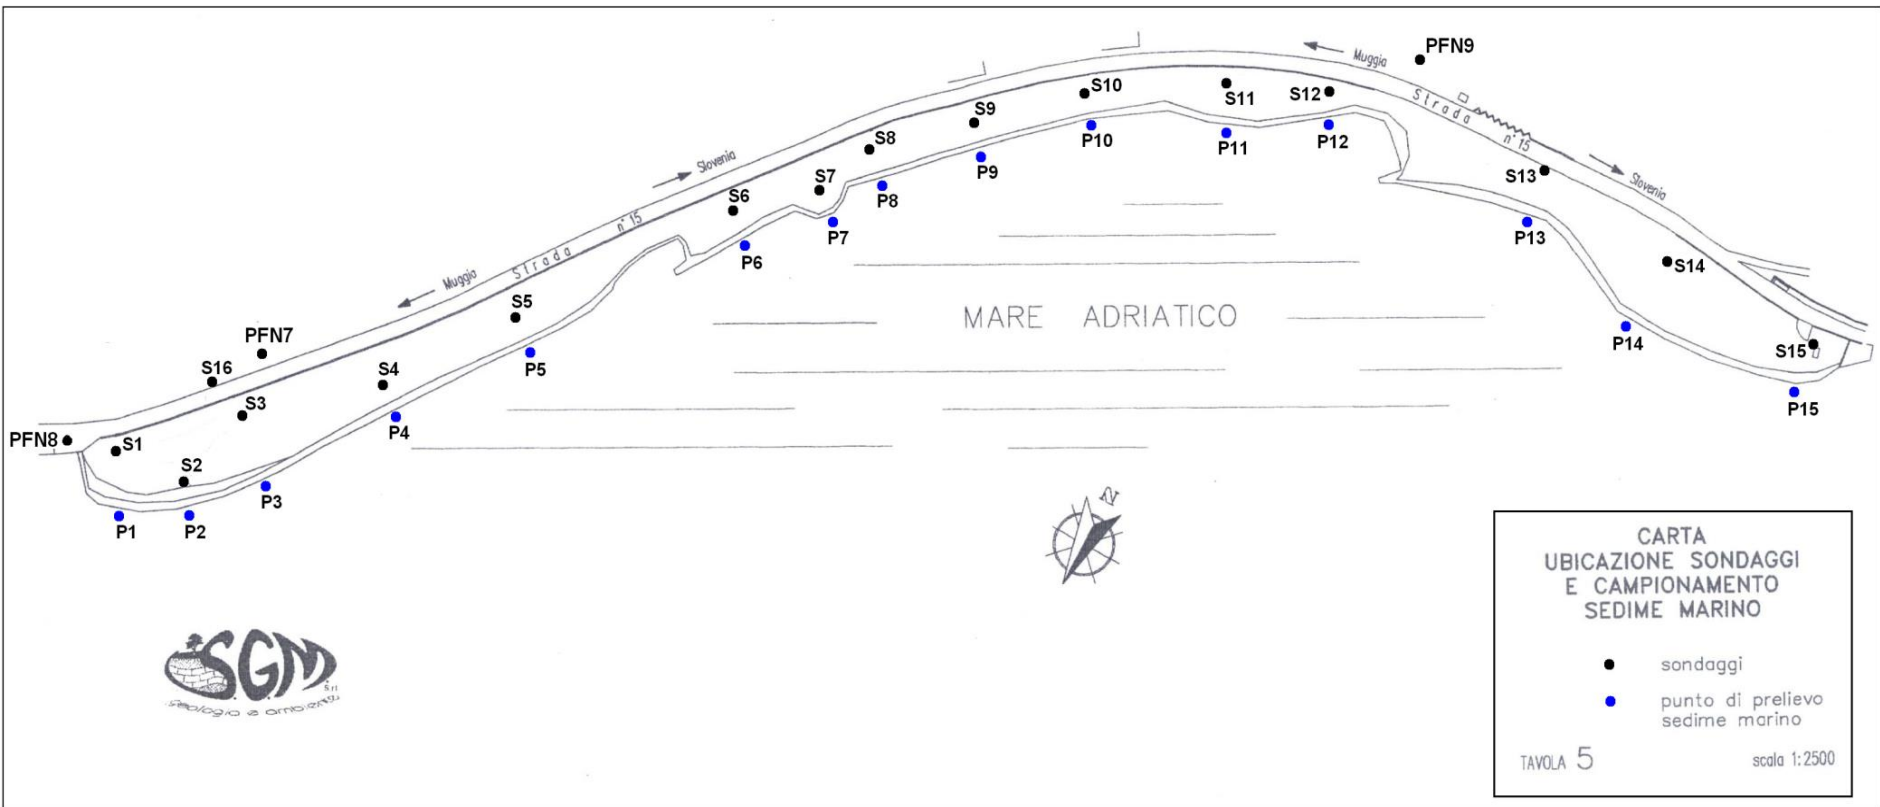 Muggia
PFN9
S10
S11
S12
Strada n°15
S9
S8
P10
P11
P12
Slovenia
P9
S13
Slovenia
S7
S6
P8
n°15
P7
P13
P6
S14
Muggia
Strada
S5
MARE ADRIATICO
PFN7
P14
S16
S4
P5
S15
S3
P4
P15
PFN8
S1
S2
P3
N
P1
P2
CARTA
UBICAZIONE SONDAGGI
E CAMPIONAMENTO
SEDIME MARINO
sondaggi
punto di prelievo
sedime marino
TAVOLA 5
scala 1:2500
S.G.M. S.r.l
geologia e ambiente